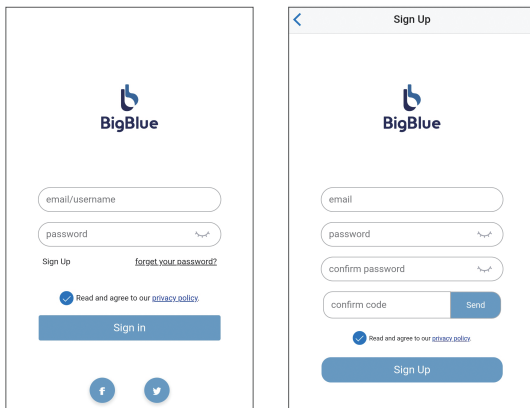 BigBlue
email/username
password
Sign Up forget your password?
Read and agree to our privacy policy.
Sign in
Sign Up
BigBlue
email
password
confirm password
confirm code Send
Read and agree to our privacy policy.
Sign Up